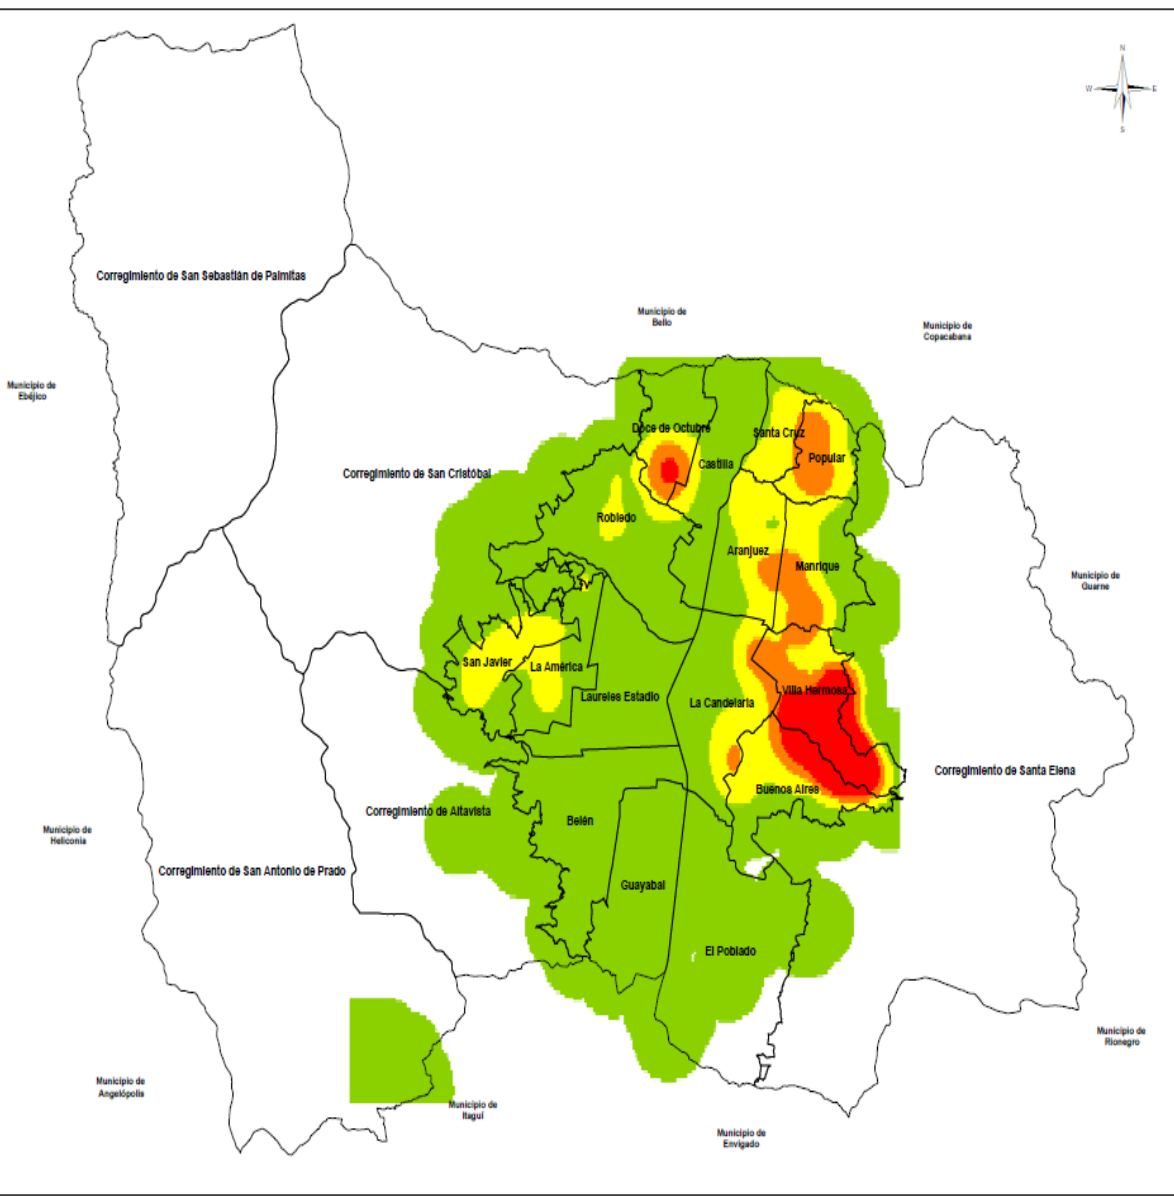 N
W
E
S
Corregimiento de San Sebastián de Palmitas
Municipio de
Bello
Municipio de
Copacabana
Municipio de
Ebéjico
Doce de Octubre
Santa Cruz
Popular
Castilla
Corregimiento de San Cristóbal
Robledo
Aranjuez
Manrique
Municipio de
Guarne
San Javier
La América
Laureles Estadio
La Candelaria
Villa Hermosa
Corregimiento de Santa Elena
Buenos Aires
Corregimiento de Altavista
Belén
Municipio de
Heliconia
Corregimiento de San Antonio de Prado
Guayabal
El Poblado
Municipio de
Rionegro
Municipio de
Angelópolis
Municipio de
Itaguí
Municipio de
Envigado